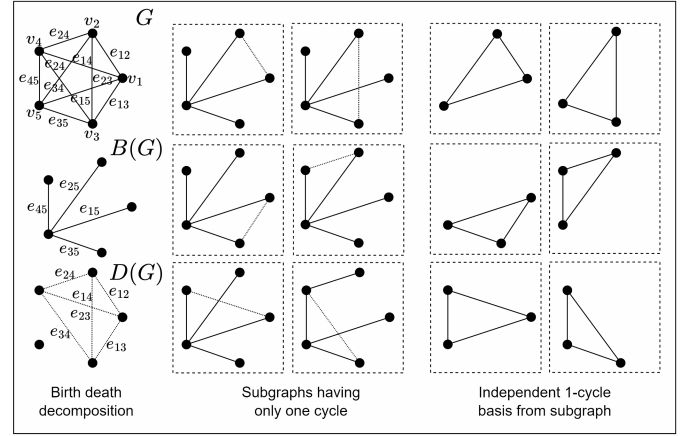 G
v₂
e₂₄
v₄
e₁₂
e₂₄
e₁₄
v₁
e₂₃
e₄₅
e₃₄
e₁₅
e₁₃
v₅
e₃₅
v₃
B(G)
e₂₅
e₄₅
e₁₅
e₃₅
D(G)
e₂₄
e₁₄
e₁₂
e₂₃
e₃₄
e₁₃
Birth death
decomposition
Subgraphs having
only one cycle
Independent 1-cycle
basis from subgraph